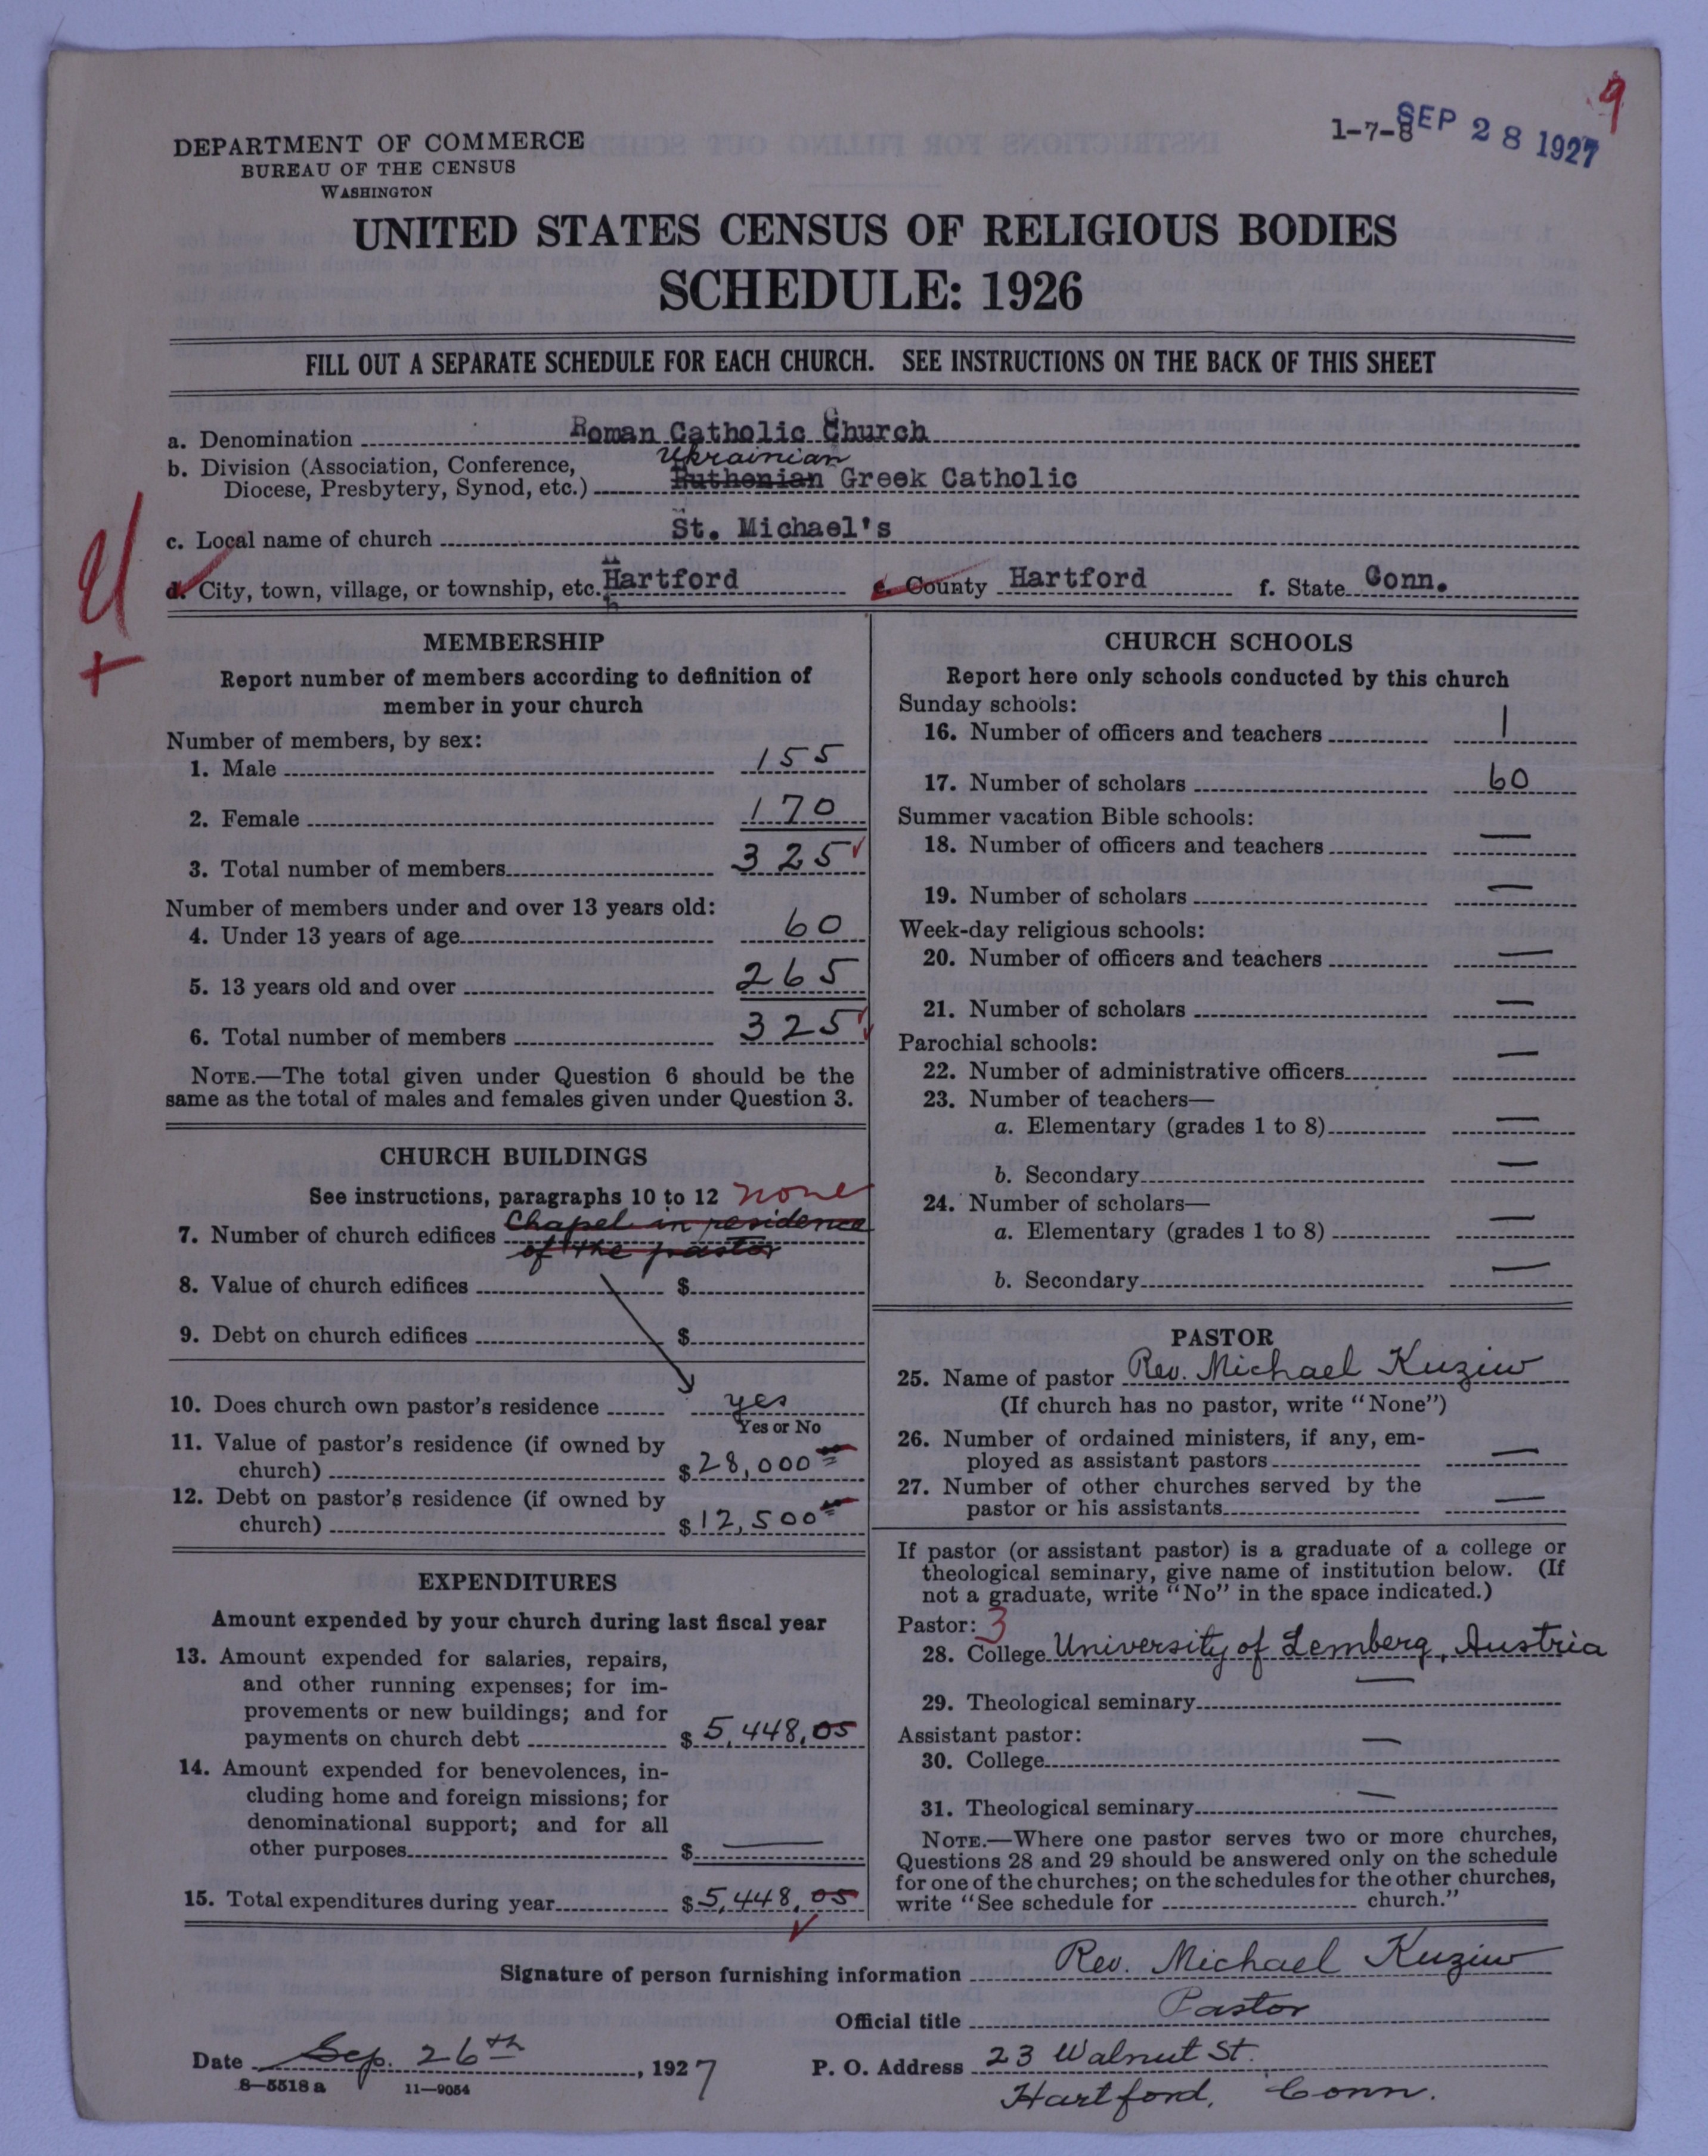 9
1-7-8
SEP 28 1927
DEPARTMENT OF COMMERCE
BUREAU OF THE CENSUS
WASHINGTON
UNITED STATES CENSUS OF RELIGIOUS BODIES
SCHEDULE: 1926
FILL OUT A SEPARATE SCHEDULE FOR EACH CHURCH. SEE INSTRUCTIONS ON THE BACK OF THIS SHEET
a. Denomination Roman Catholic Church
Ukrainian
b. Division (Association, Conference,
Diocese, Presbytery, Synod, etc.) Ruthenian Greek Catholic
c. Local name of church St. Michael's
d. City, town, village, or township, etc. Hartford e. County Hartford f. State Conn.
MEMBERSHIP
Report number of members according to definition of
member in your church
Number of members, by sex:
1. Male 155
2. Female 170
3. Total number of members 325
Number of members under and over 13 years old:
4. Under 13 years of age 60
5. 13 years old and over 265
6. Total number of members 325
NOTE.—The total given under Question 6 should be the
same as the total of males and females given under Question 3.
CHURCH BUILDINGS
See instructions, paragraphs 10 to 12 none
7. Number of church edifices Chapel in residence
of the pastor
8. Value of church edifices $
9. Debt on church edifices $
10. Does church own pastor's residence yes
Yes or No
11. Value of pastor's residence (if owned by
church) $28,000
12. Debt on pastor's residence (if owned by
church) $12,500
EXPENDITURES
Amount expended by your church during last fiscal year
13. Amount expended for salaries, repairs,
and other running expenses; for im-
provements or new buildings; and for
payments on church debt $5,448,05
14. Amount expended for benevolences, in-
cluding home and foreign missions; for
denominational support; and for all
other purposes $ —
15. Total expenditures during year $5,448,05
CHURCH SCHOOLS
Report here only schools conducted by this church
Sunday schools:
16. Number of officers and teachers 1
17. Number of scholars 60
Summer vacation Bible schools:
18. Number of officers and teachers —
19. Number of scholars —
Week-day religious schools:
20. Number of officers and teachers —
21. Number of scholars —
Parochial schools:
22. Number of administrative officers —
23. Number of teachers—
a. Elementary (grades 1 to 8) —
b. Secondary —
24. Number of scholars—
a. Elementary (grades 1 to 8) —
b. Secondary —
PASTOR
25. Name of pastor Rev. Michael Kuziw
(If church has no pastor, write "None")
26. Number of ordained ministers, if any, em-
ployed as assistant pastors —
27. Number of other churches served by the
pastor or his assistants —
If pastor (or assistant pastor) is a graduate of a college or
theological seminary, give name of institution below. (If
not a graduate, write "No" in the space indicated.)
Pastor: 3
28. College University of Lemberg, Austria
29. Theological seminary —
Assistant pastor:
30. College —
31. Theological seminary —
NOTE.—Where one pastor serves two or more churches,
Questions 28 and 29 should be answered only on the schedule
for one of the churches; on the schedules for the other churches,
write "See schedule for church."
Signature of person furnishing information Rev. Michael Kuziw
Official title Pastor
Date Sep. 26th, 1927 P. O. Address 23 Walnut St.
8—5518 a 11—9054
Hartford, Conn.